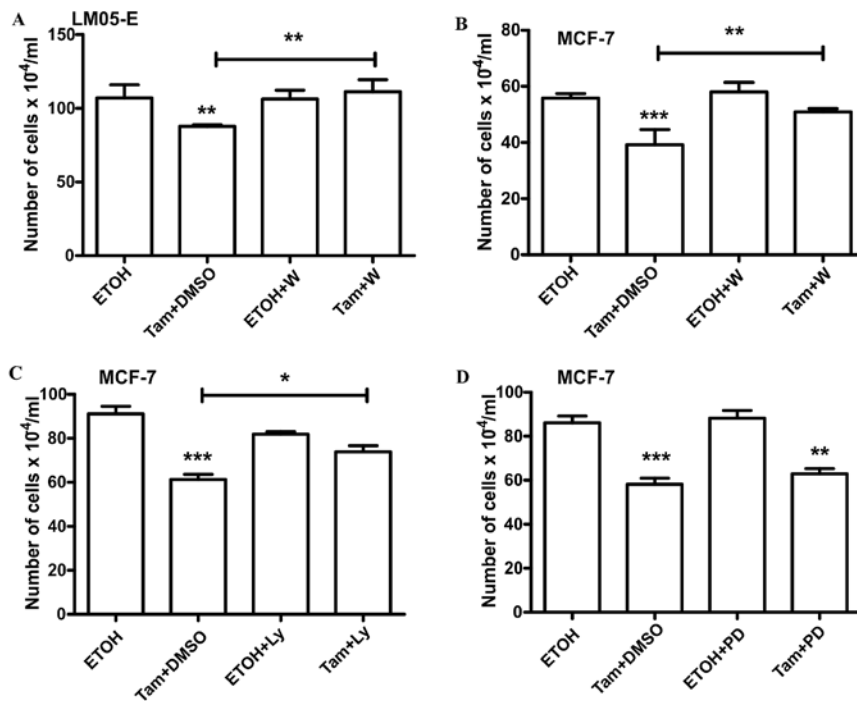 A
LM05-E
Number of cells x 10⁻⁴/ml
150
100
50
0
**
**
ETOH
Tam+DMSO
ETOH+W
Tam+W
B
MCF-7
Number of cells x 10⁻⁴/ml
80
60
40
20
0
**
***
ETOH
Tam+DMSO
ETOH+W
Tam+W
C
MCF-7
Number of cells x 10⁻⁴/ml
100
80
60
40
20
0
*
***
ETOH
Tam+DMSO
ETOH+Ly
Tam+Ly
D
MCF-7
Number of cells x 10⁻⁴/ml
100
80
60
40
20
0
***
**
ETOH
Tam+DMSO
ETOH+PD
Tam+PD